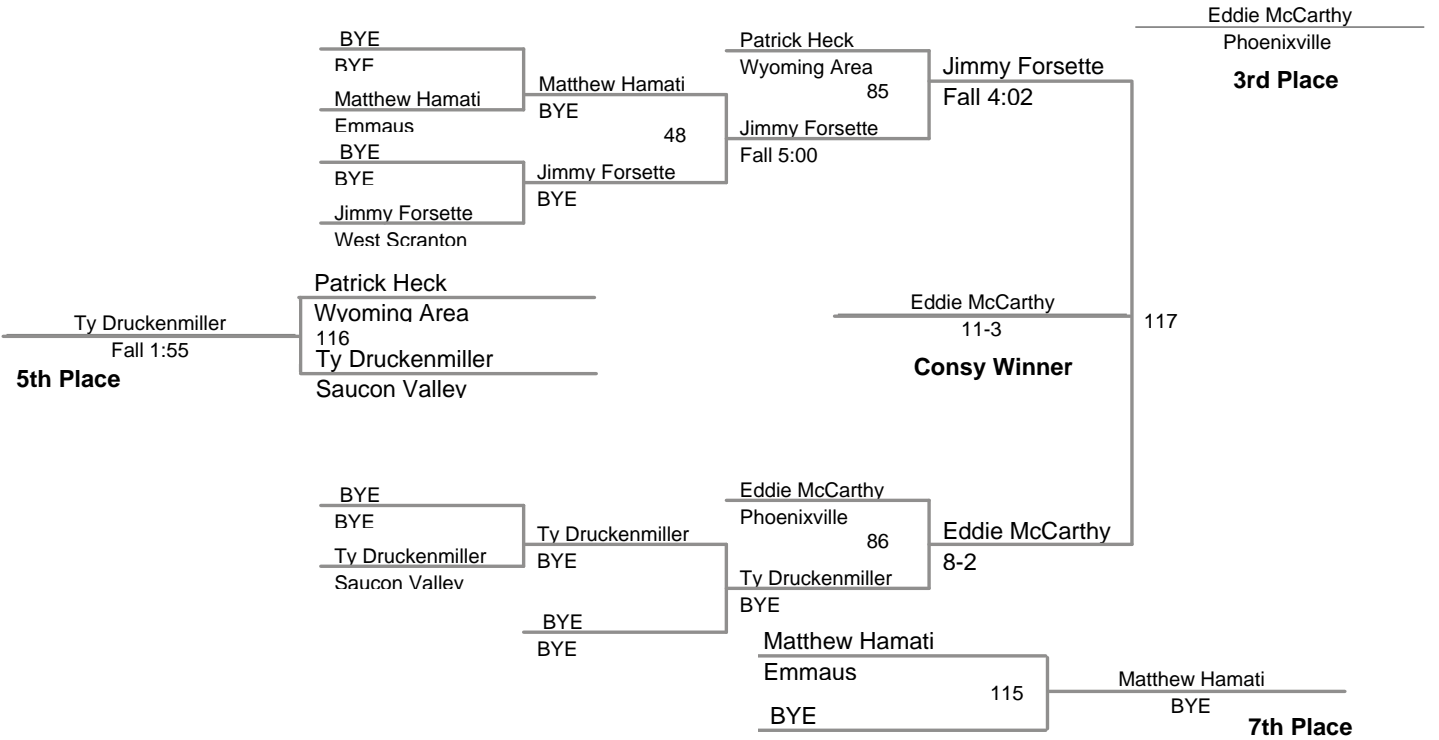 Eddie McCarthy
Phoenixville
3rd Place
BYE
BYE
Matthew Hamati
Emmaus
BYE
BYE
Jimmy Forsette
West Scranton
Matthew Hamati
BYE
48
Jimmy Forsette
BYE
Patrick Heck
Wyoming Area
85
Jimmy Forsette
Fall 5:00
Jimmy Forsette
Fall 4:02
Patrick Heck
Wyoming Area
116
Ty Druckenmiller
Saucon Valley
Ty Druckenmiller
Fall 1:55
5th Place
Eddie McCarthy
11-3
Consy Winner
117
BYE
BYE
Ty Druckenmiller
Saucon Valley
Ty Druckenmiller
BYE
BYE
BYE
Eddie McCarthy
Phoenixville
86
Ty Druckenmiller
BYE
Eddie McCarthy
8-2
Matthew Hamati
Emmaus
115
BYE
Matthew Hamati
BYE
7th Place